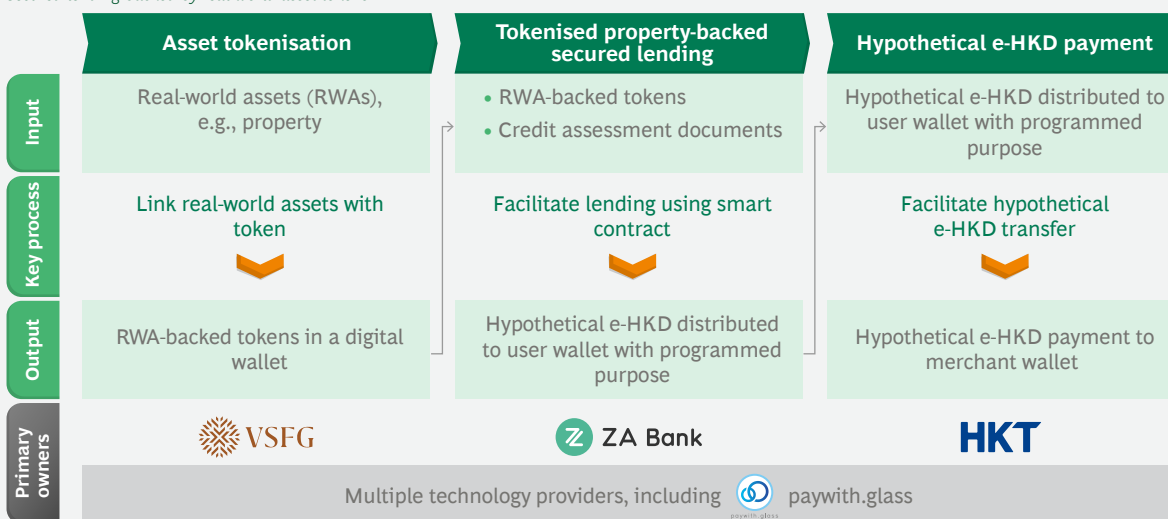 Asset tokenisation
Tokenised property-backed
secured lending
Hypothetical e-HKD payment
Input
Real-world assets (RWAs),
e.g., property
• RWA-backed tokens
• Credit assessment documents
Hypothetical e-HKD distributed to
user wallet with programmed
purpose
Key process
Link real-world assets with
token
Facilitate lending using smart
contract
Facilitate hypothetical
e-HKD transfer
Output
RWA-backed tokens in a digital
wallet
Hypothetical e-HKD distributed
to user wallet with programmed
purpose
Hypothetical e-HKD payment to
merchant wallet
Primary
owners
VSFG
ZA Bank
HKT
Multiple technology providers, including
paywith.glass
paywith.glass